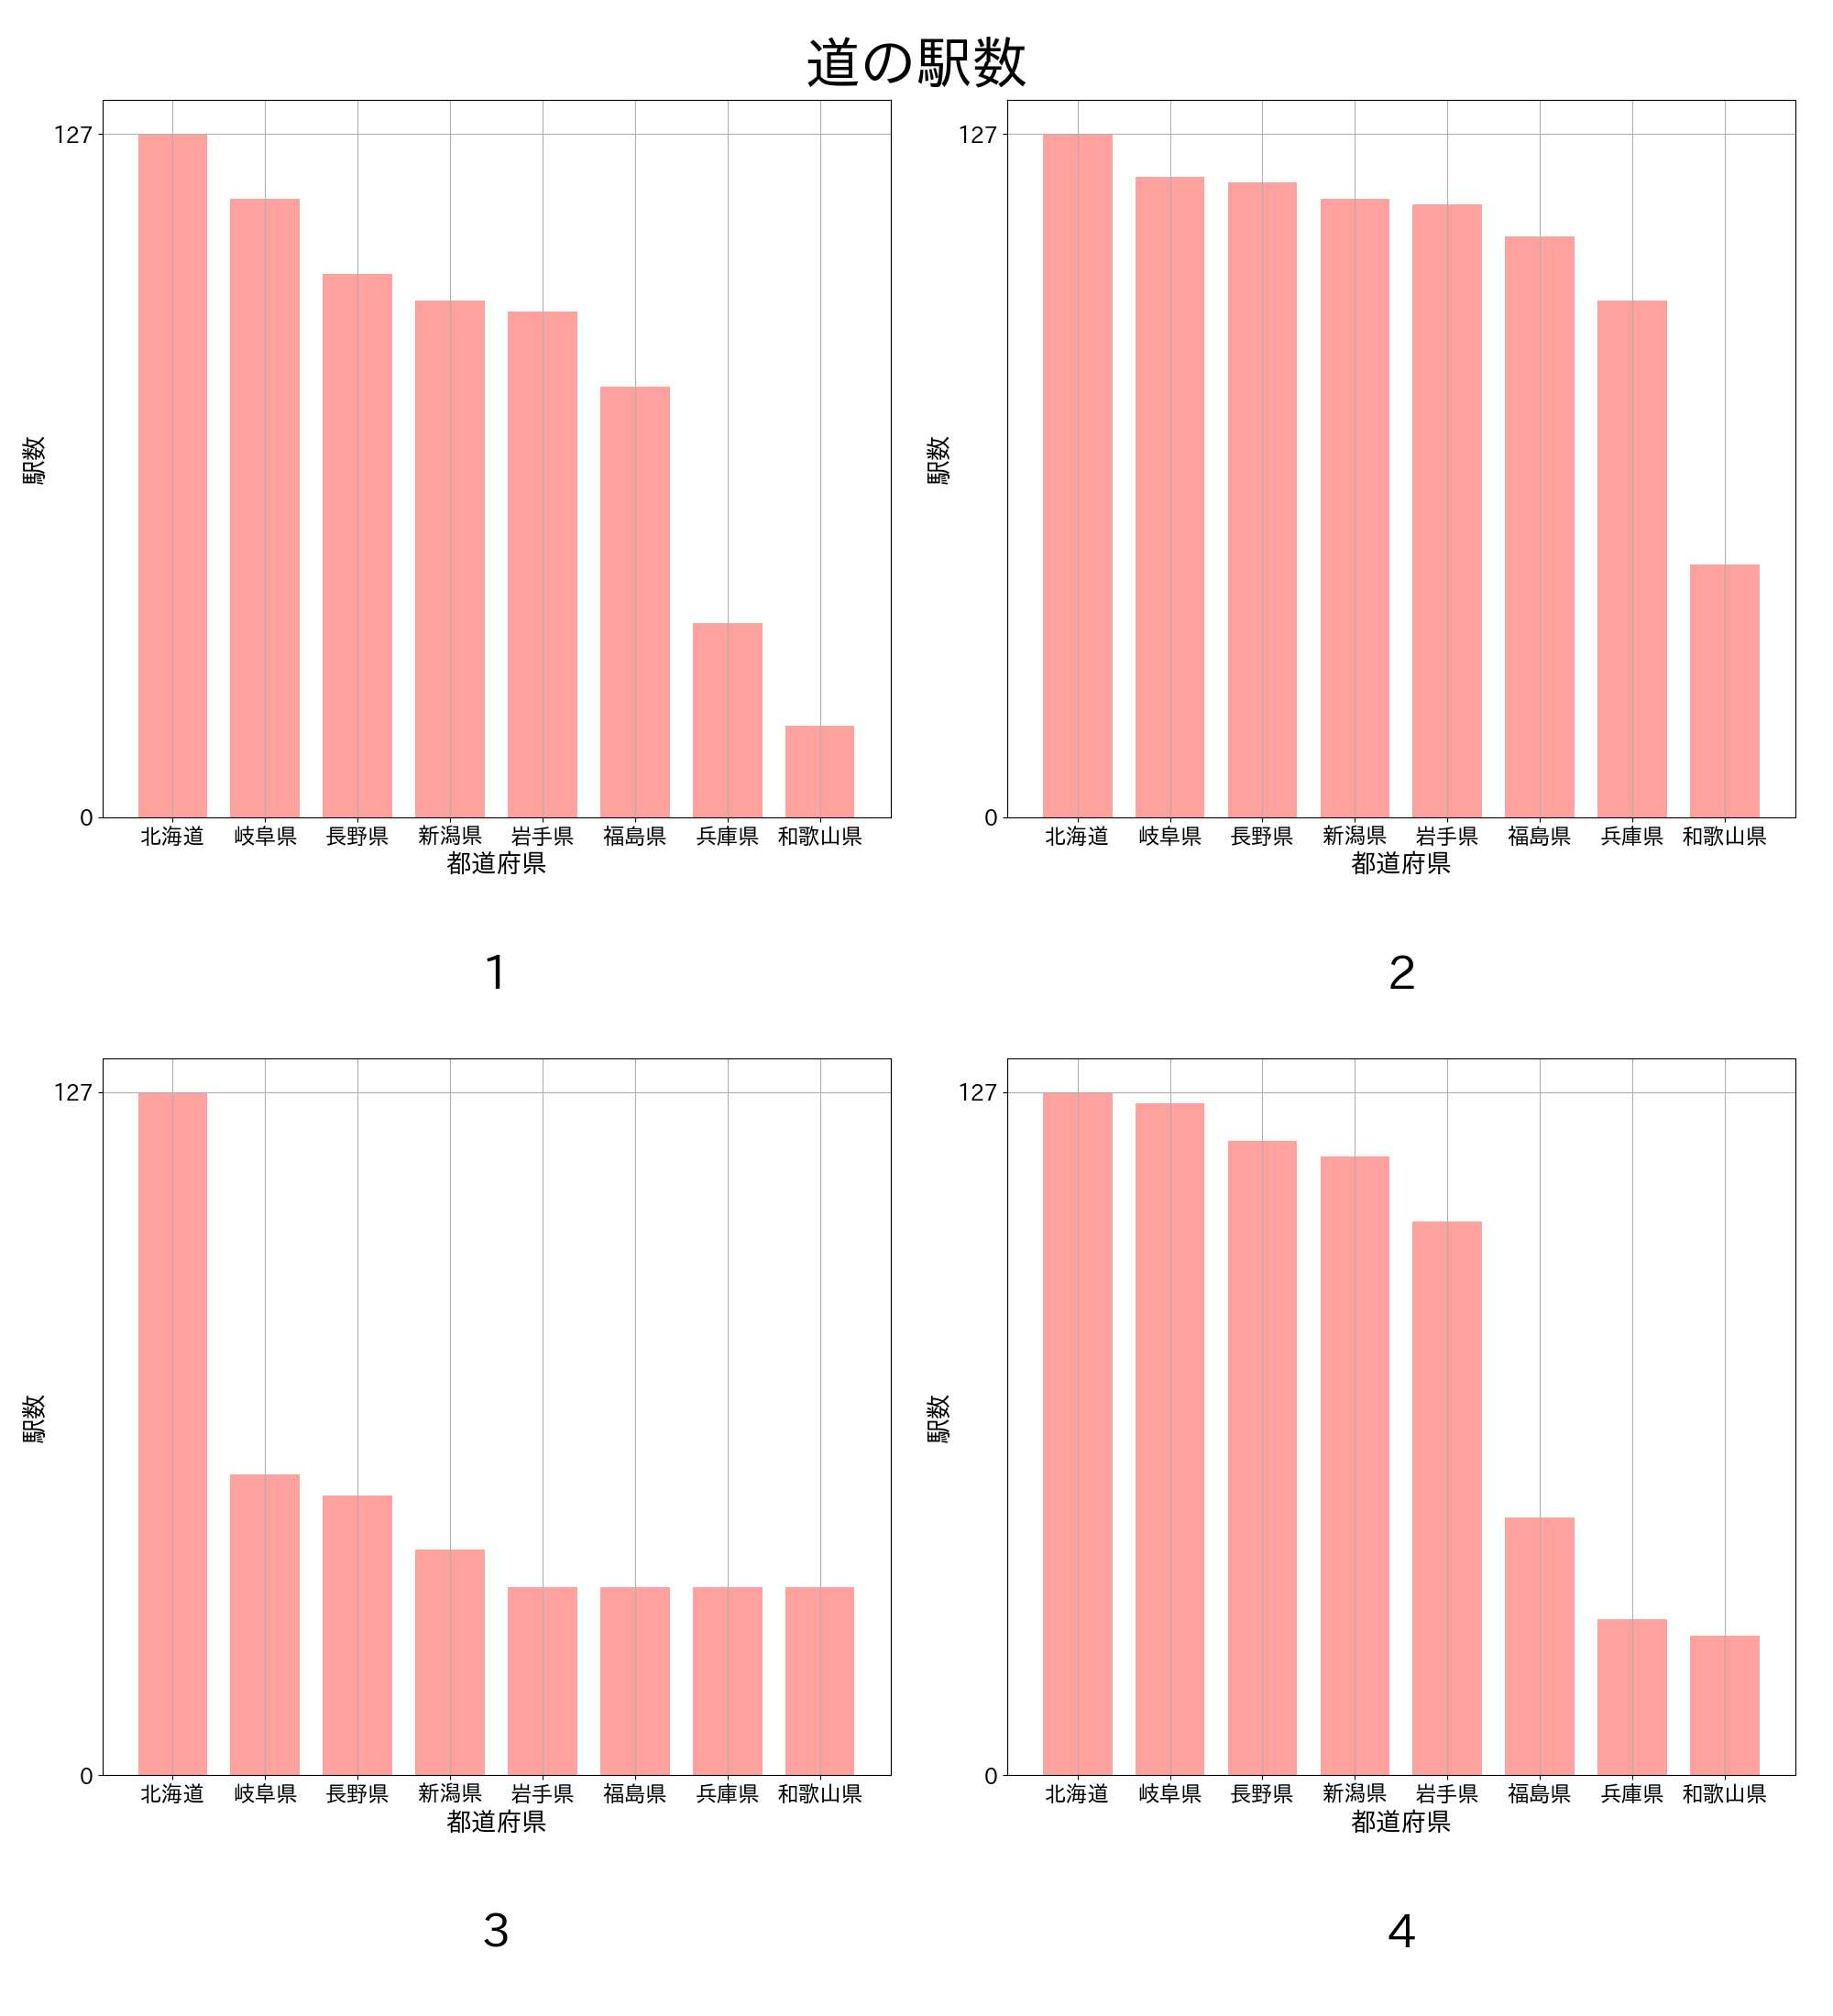 道の駅数
127
0
駅数
北海道 岐阜県 長野県 新潟県 岩手県 福島県 兵庫県 和歌山県
都道府県
1
127
0
駅数
北海道 岐阜県 長野県 新潟県 岩手県 福島県 兵庫県 和歌山県
都道府県
2
127
0
駅数
北海道 岐阜県 長野県 新潟県 岩手県 福島県 兵庫県 和歌山県
都道府県
3
127
0
駅数
北海道 岐阜県 長野県 新潟県 岩手県 福島県 兵庫県 和歌山県
都道府県
4